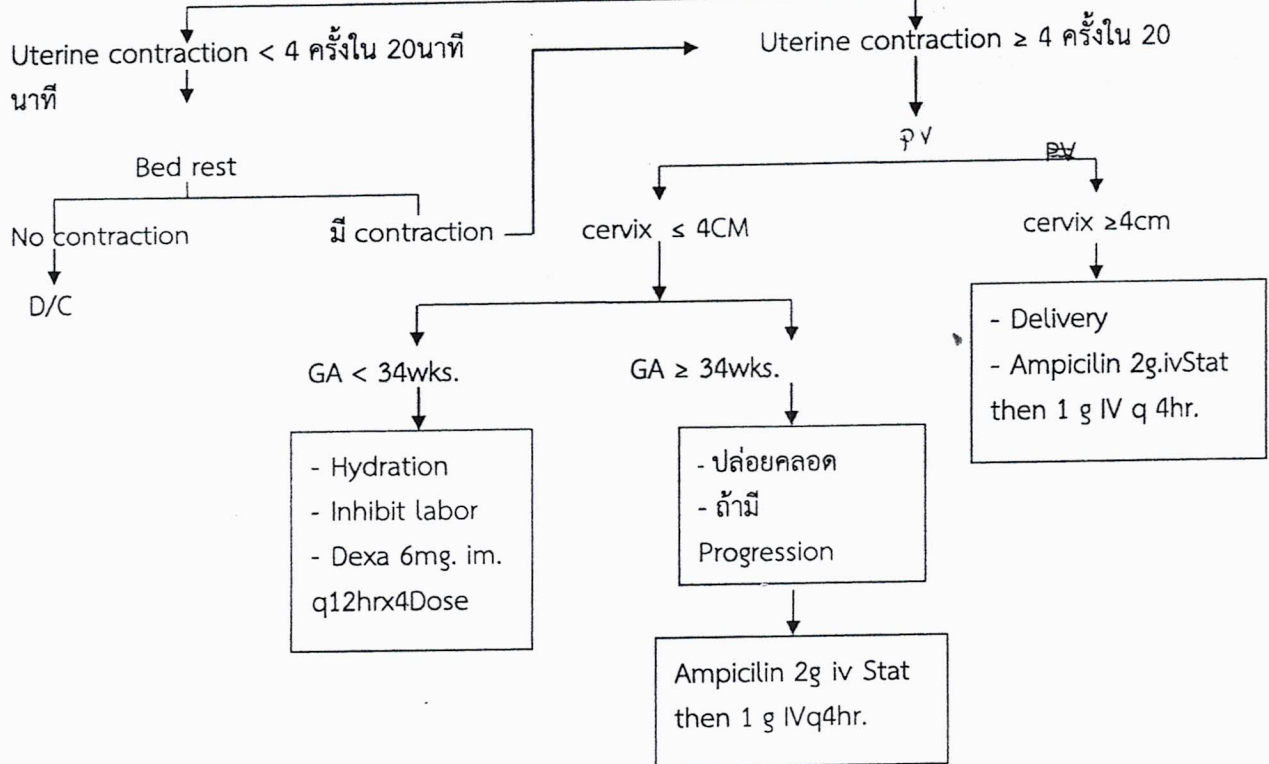 Uterine contraction < 4 ครั้งใน 20นาที
นาที
Uterine contraction ≥ 4 ครั้งใน 20
PV
PV
Bed rest
No contraction
มี contraction
cervix ≤ 4CM
cervix ≥4cm
D/C
- Delivery
- Ampicilin 2g.ivStat
then 1 g IV q 4hr.
GA < 34wks.
GA ≥ 34wks.
- Hydration
- Inhibit labor
- Dexa 6mg. im.
q12hrx4Dose
- ปล่อยคลอด
- ถ้ามี
Progression
Ampicilin 2g iv Stat
then 1 g IVq4hr.